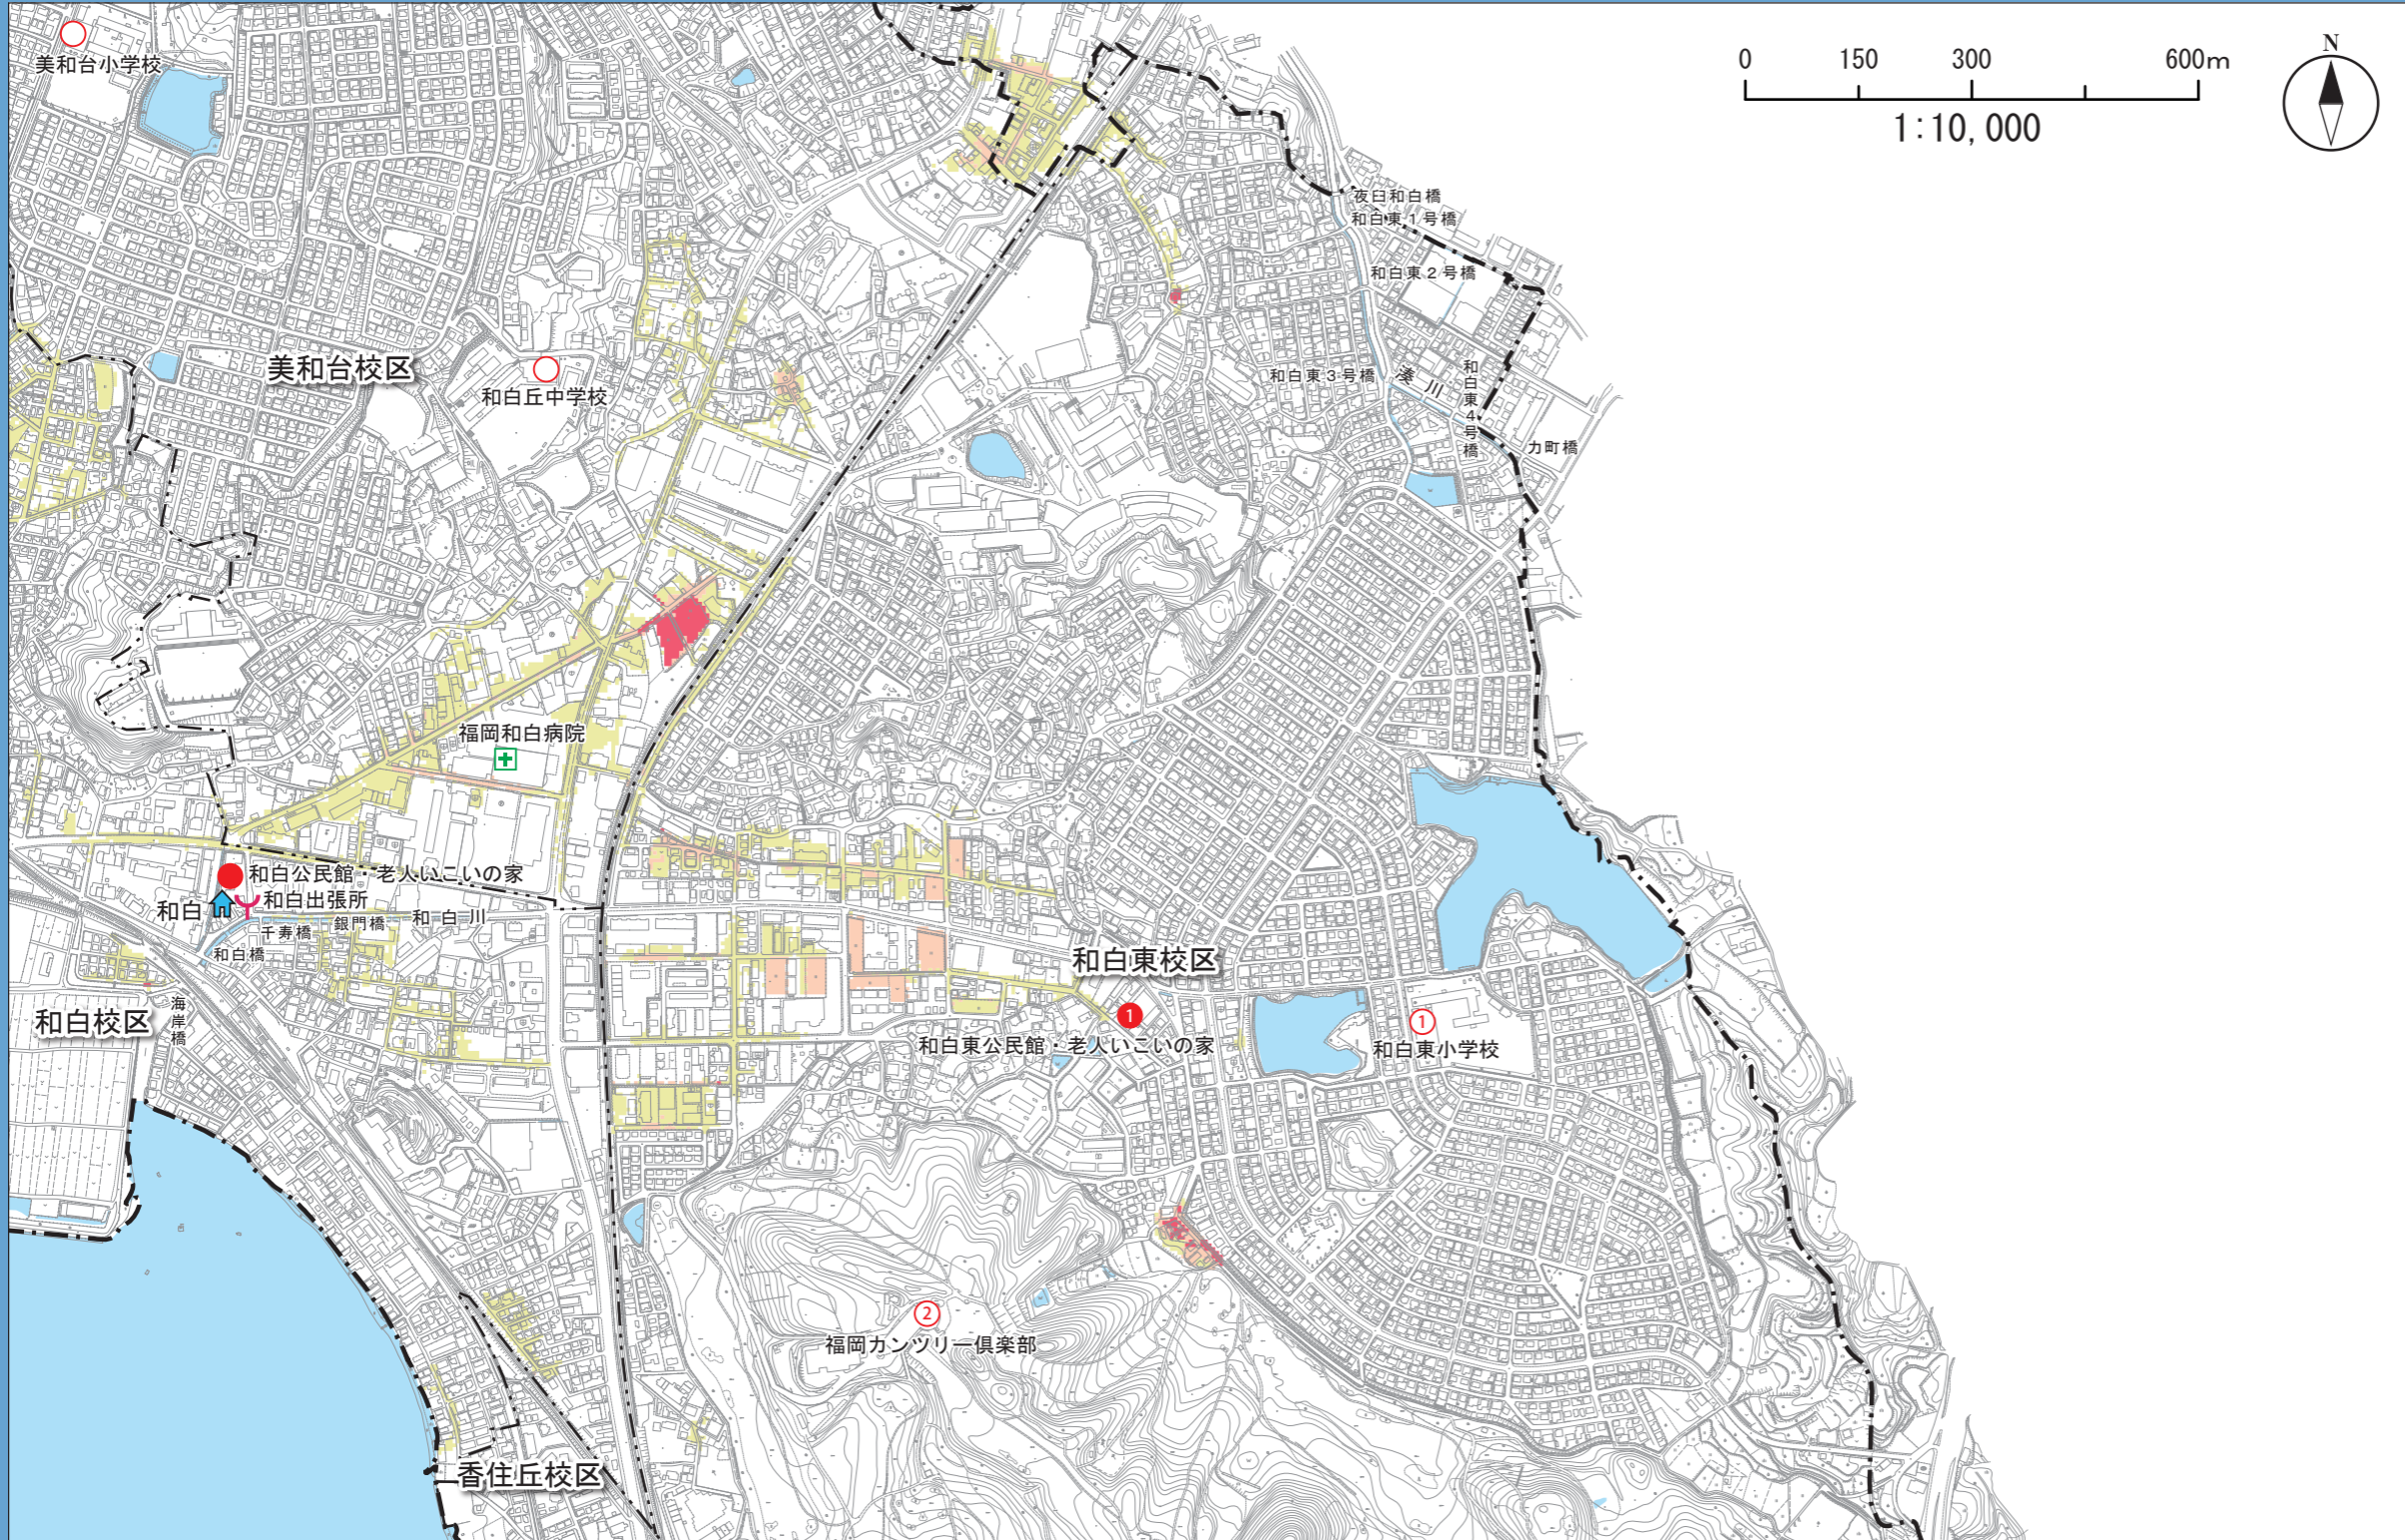 美和台小学校
0 150 300 600m
1:10,000
N
夜臼和白橋
和白東1号橋
和白東2号橋
美和台校区
和白丘中学校
和白東3号橋
湊川
和白東4号橋
力町橋
福岡和白病院
和白公民館・老人いこいの家
和白
和白出張所
千寿橋
銀門橋
和白川
和白橋
和白東校区
和白校区
海岸橋
1
和白東公民館・老人いこいの家
1
和白東小学校
2
福岡カンツリー倶楽部
香住丘校区